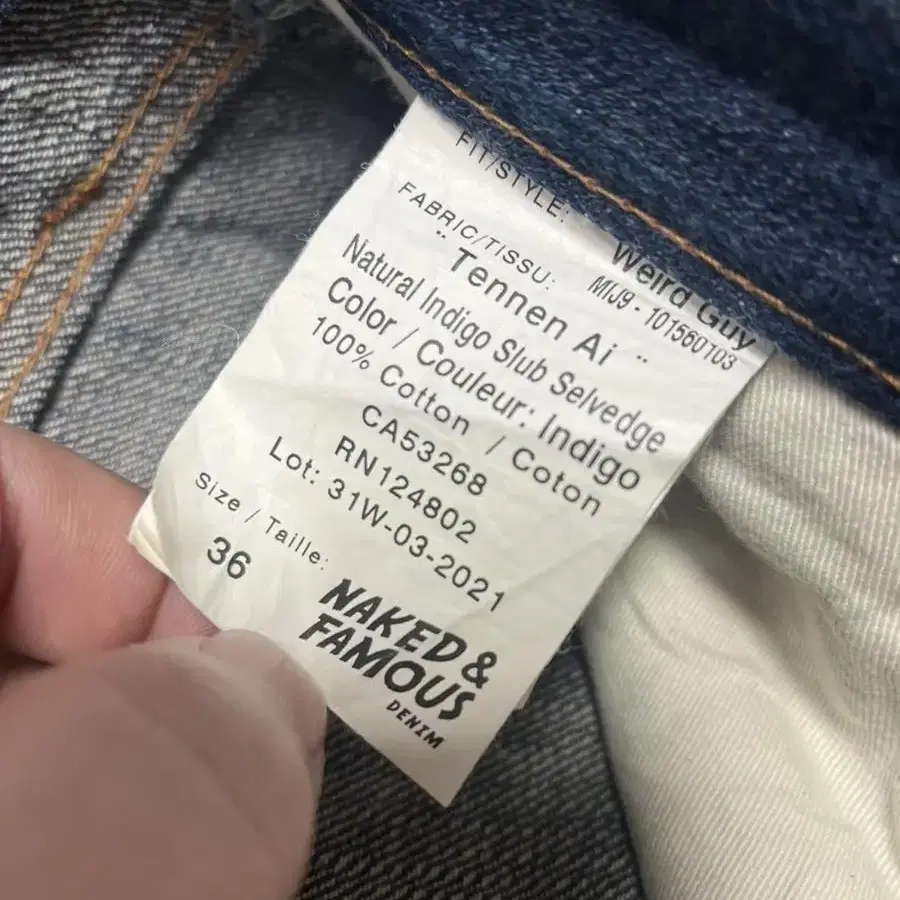 FIT/STYLE:
Weird Guy
MIJ9 - 101560103
FABRIC/TISSU:
¨ Tennen Ai ¨
Natural Indigo Slub Selvedge
Color / Couleur: Indigo
100% Cotton / Coton
CA53268
RN124802
Lot: 31W-03-2021
Size / Taille:
36
NAKED &
FAMOUS
DENIM